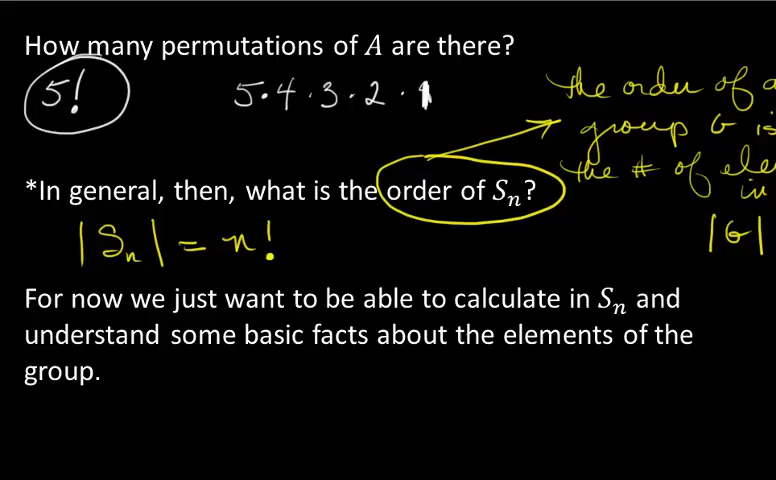 How many permutations of A are there?
5!
5 · 4 · 3 · 2 · 1
the order of a
group G is
the # of ele
in
|G|
*In general, then, what is the order of Sₙ?
|Sₙ| = n!
For now we just want to be able to calculate in Sₙ and
understand some basic facts about the elements of the
group.